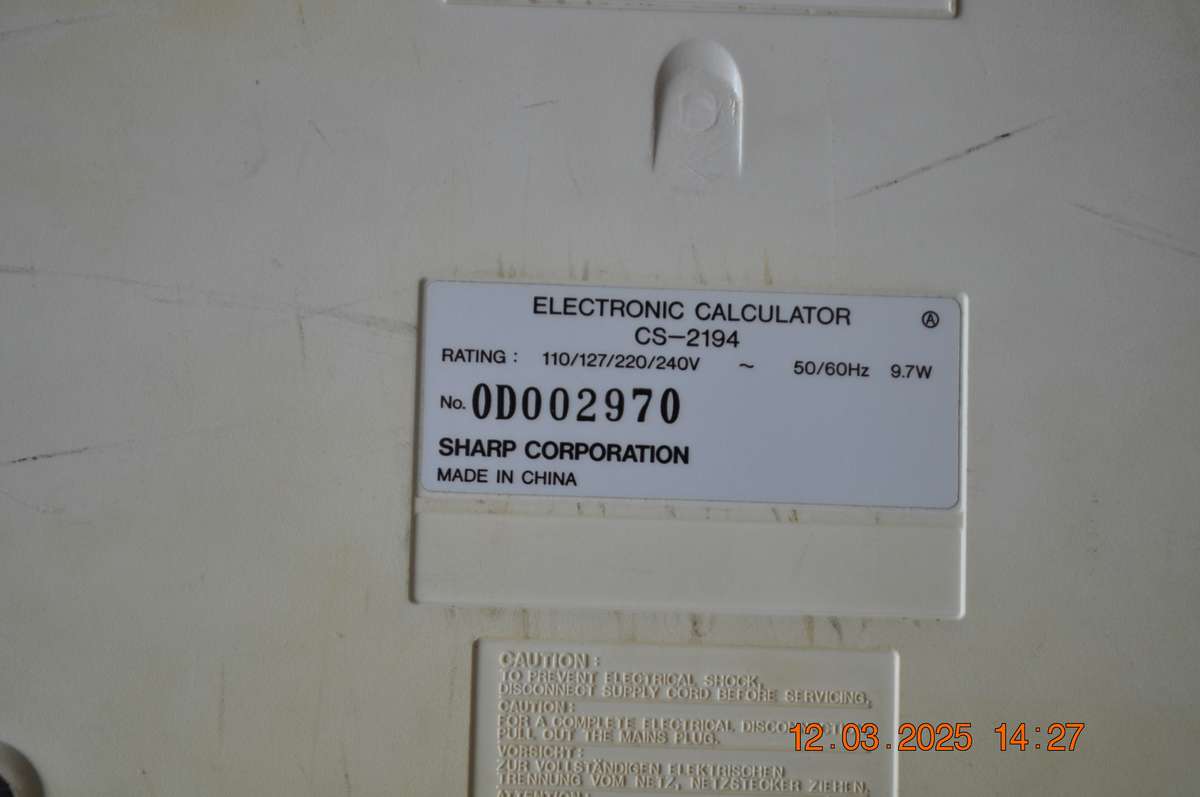 ELECTRONIC CALCULATOR Ⓐ
CS-2194
RATING : 110/127/220/240V ~ 50/60Hz 9.7W
No. 0D002970
SHARP CORPORATION
MADE IN CHINA
CAUTION :
TO PREVENT ELECTRICAL SHOCK,
DISCONNECT SUPPLY CORD BEFORE SERVICING.
CAUTION :
FOR A COMPLETE ELECTRICAL
PULL OUT THE MAINS PLUG.
VORSICHT :
ZUR VOLLSTÄNDIGEN ELEKTRISCHEN
TRENNUNG VOM NETZ, NETZSTECKER ZIEHEN.
ATTENTION :
12.03.2025 14:27